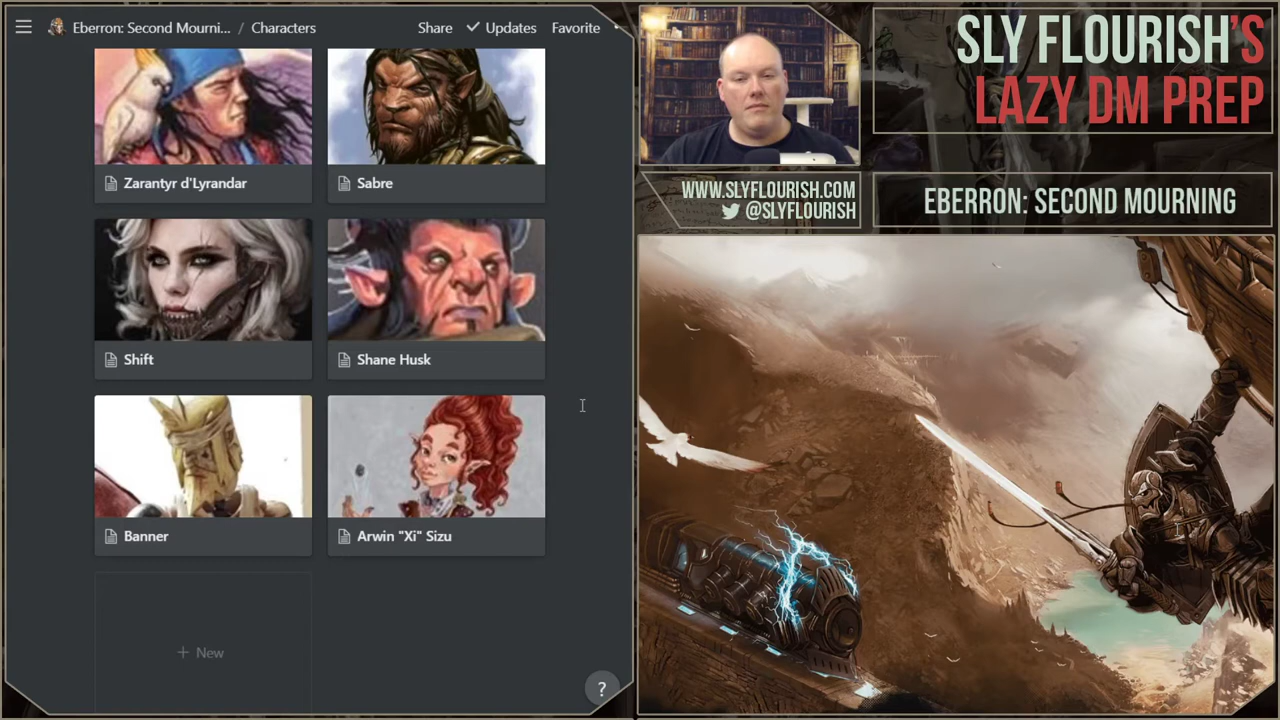 Eberron: Second Mourni... / Characters
Share Updates Favorite
Zarantyr d'Lyrandar
Sabre
Shift
Shane Husk
Banner
Arwin "Xi" Sizu
+ New
?
SLY FLOURISH'S
LAZY DM PREP
WWW.SLYFLOURISH.COM
@SLYFLOURISH
EBERRON: SECOND MOURNING